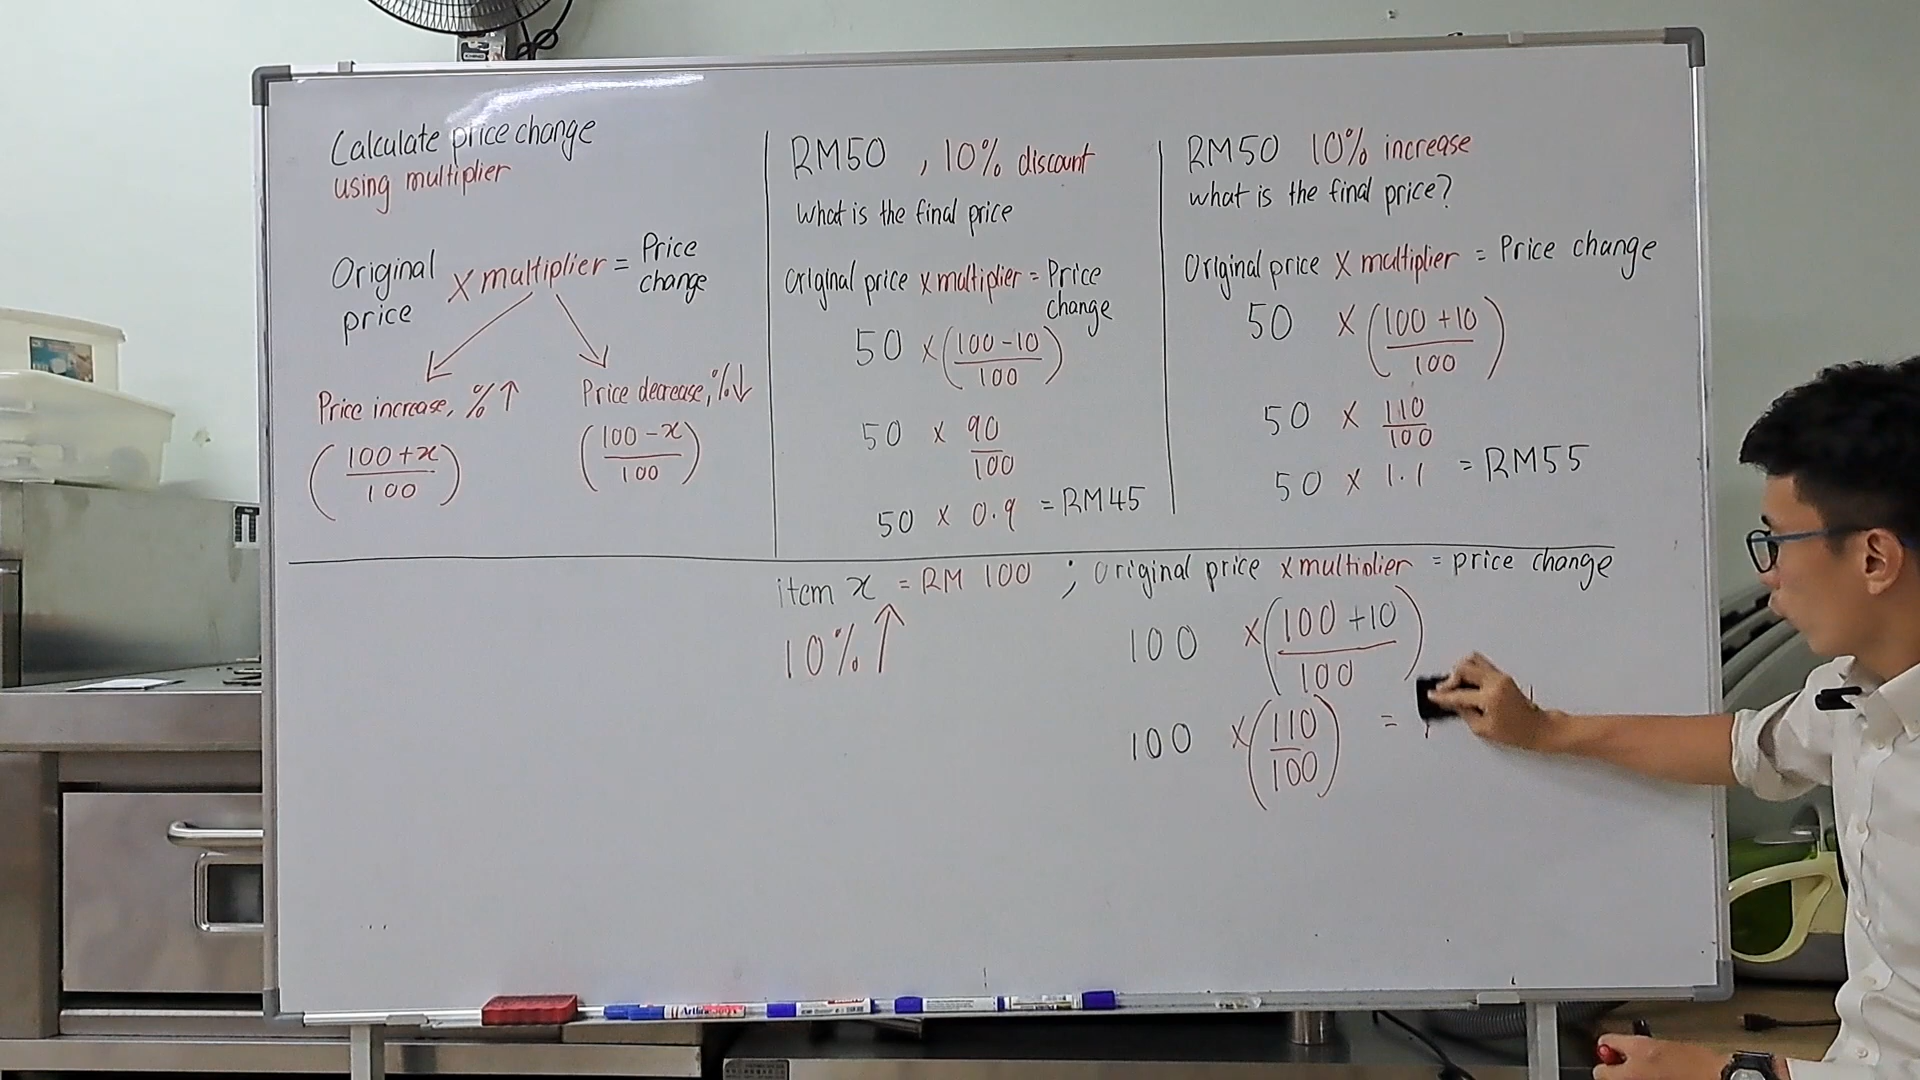 Calculate price change
using multiplier
Original price × multiplier = Price change
Price increase, %↑
(100+x / 100)
Price decrease, %↓
(100-x / 100)
RM50 , 10% discount
What is the final price
Original price × multiplier = Price change
50 × (100-10 / 100)
50 × 90/100
50 × 0.9 = RM45
RM50 10% increase
what is the final price?
Original price × multiplier = Price change
50 × (100+10 / 100)
50 × 110/100
50 × 1.1 = RM55
item x = RM 100 ; original price × multiplier = price change
10%↑
100 × (100+10 / 100)
100 × (110/100) =